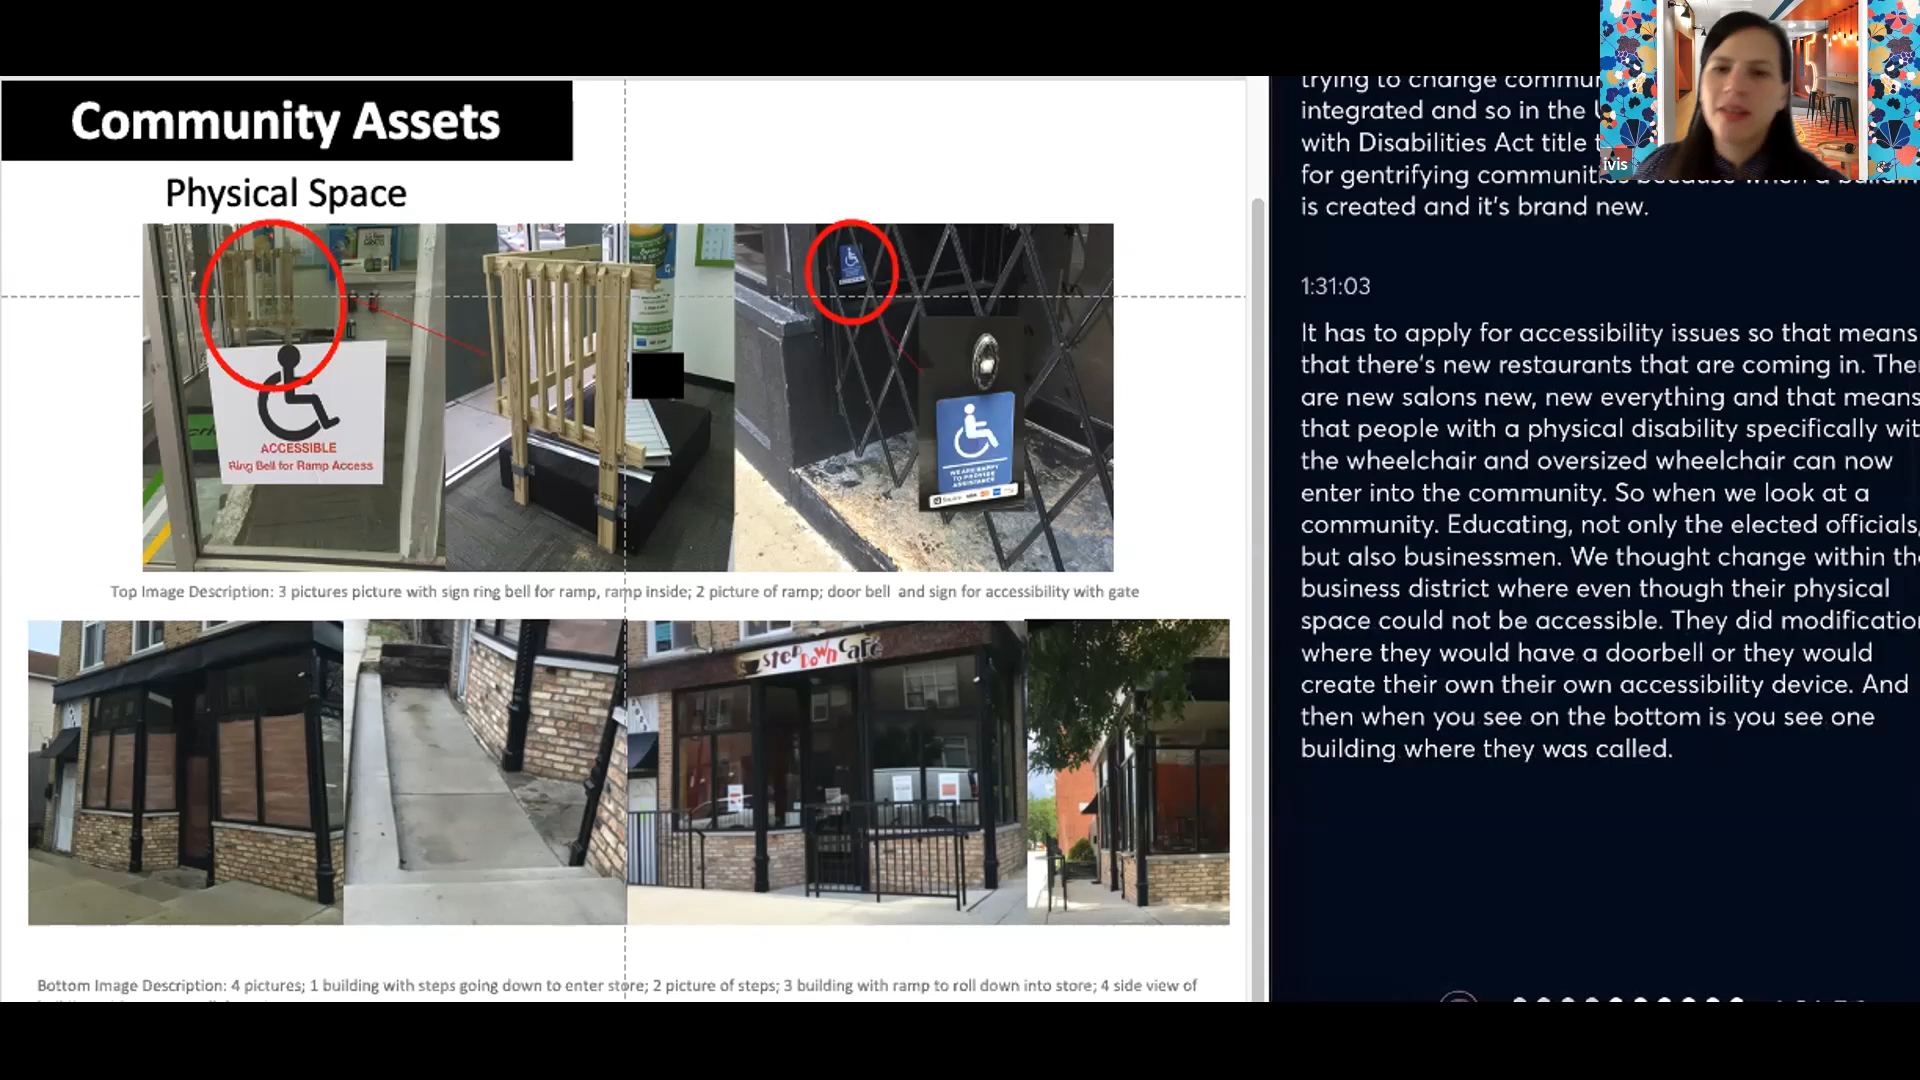 Community Assets
Physical Space
ACCESSIBLE
Ring Bell for Ramp Access
WE ARE HAPPY
TO PROVIDE
ASSISTANCE
Square
Top Image Description: 3 pictures picture with sign ring bell for ramp, ramp inside; 2 picture of ramp; door bell and sign for accessibility with gate
step Down Cafe
Bottom Image Description: 4 pictures; 1 building with steps going down to enter store; 2 picture of steps; 3 building with ramp to roll down into store; 4 side view of
trying to change commu
integrated and so in the
with Disabilities Act title
for gentrifying communiti
is created and it's brand new.
1:31:03
It has to apply for accessibility issues so that means
that there's new restaurants that are coming in. The
are new salons new, new everything and that means
that people with a physical disability specifically wit
the wheelchair and oversized wheelchair can now
enter into the community. So when we look at a
community. Educating, not only the elected officials,
but also businessmen. We thought change within the
business district where even though their physical
space could not be accessible. They did modificatio
where they would have a doorbell or they would
create their own their own accessibility device. And
then when you see on the bottom is you see one
building where they was called.
ivis